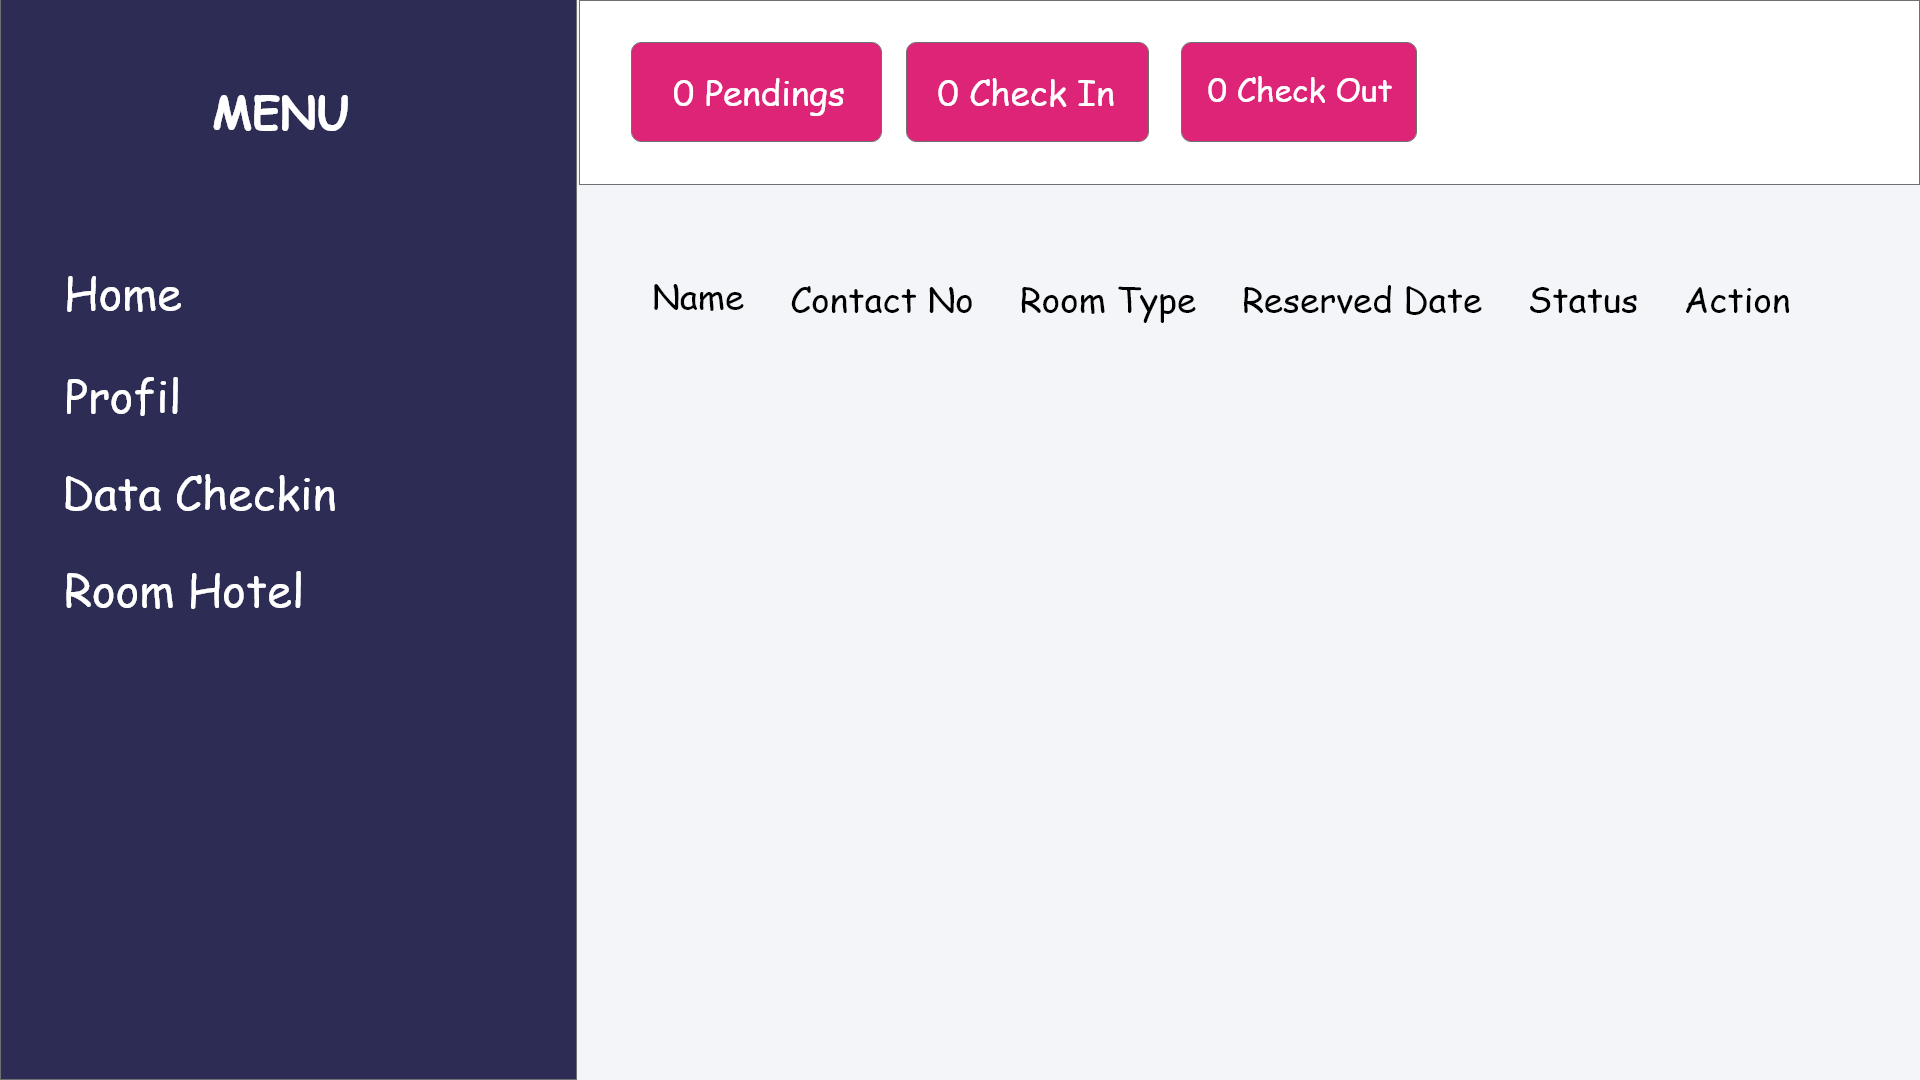 MENU
Home
Profil
Data Checkin
Room Hotel
0 Pendings
0 Check In
0 Check Out
Name Contact No Room Type Reserved Date Status Action